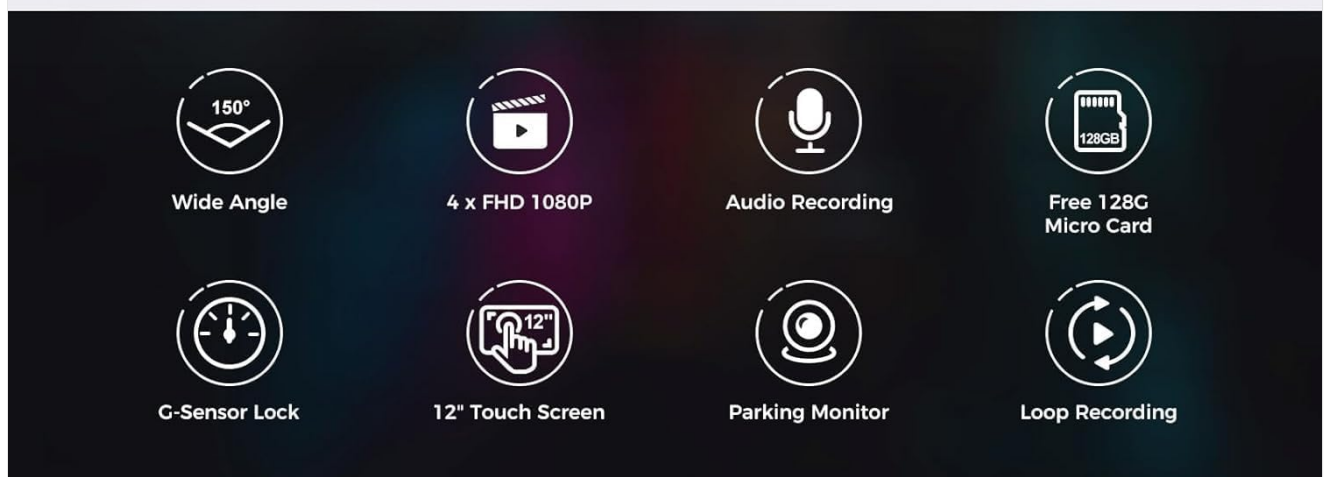 150°
Wide Angle
4 x FHD 1080P
Audio Recording
128GB
Free 128G
Micro Card
G-Sensor Lock
12"
12" Touch Screen
Parking Monitor
Loop Recording